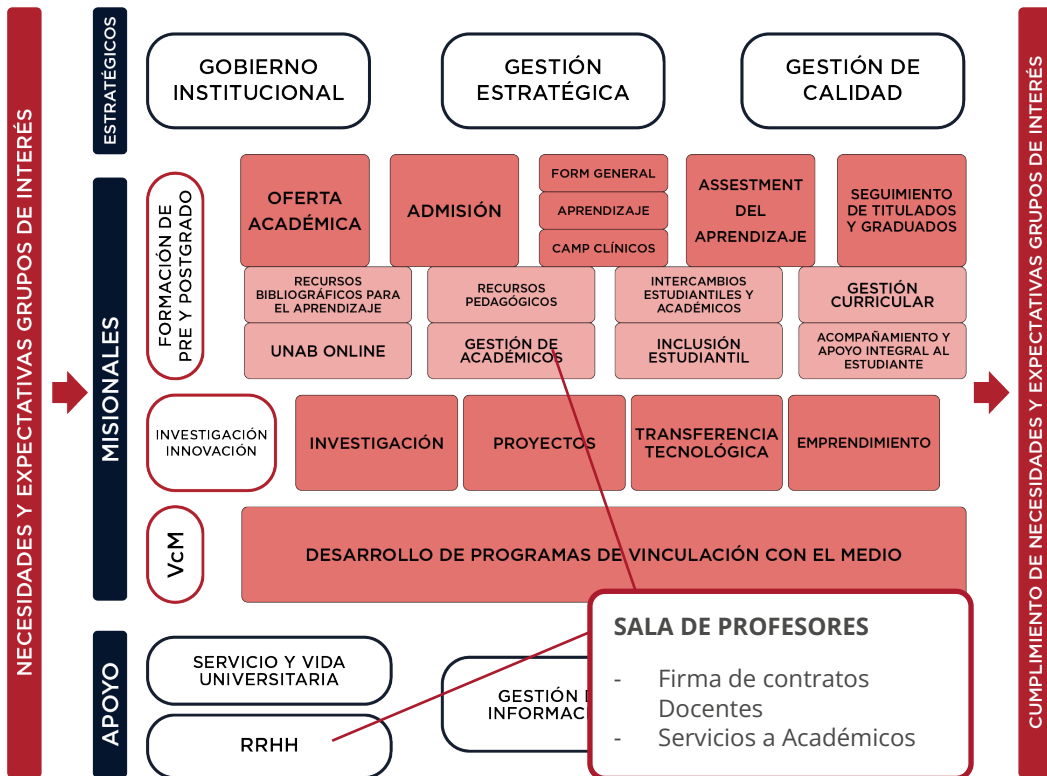 NECESIDADES Y EXPECTATIVAS GRUPOS DE INTERÉS
ESTRATÉGICOS
GOBIERNO
INSTITUCIONAL
GESTIÓN
ESTRATÉGICA
GESTIÓN DE
CALIDAD
MISIONALES
FORMACIÓN DE
PRE Y POSTGRADO
OFERTA
ACADÉMICA
ADMISIÓN
FORM GENERAL
APRENDIZAJE
CAMP CLÍNICOS
ASSESTMENT
DEL
APRENDIZAJE
SEGUIMIENTO
DE TITULADOS
Y GRADUADOS
RECURSOS
BIBLIOGRÁFICOS PARA
EL APRENDIZAJE
RECURSOS
PEDAGÓGICOS
INTERCAMBIOS
ESTUDIANTILES Y
ACADÉMICOS
GESTIÓN
CURRICULAR
UNAB ONLINE
GESTIÓN DE
ACADÉMICOS
INCLUSIÓN
ESTUDIANTIL
ACOMPAÑAMIENTO Y
APOYO INTEGRAL AL
ESTUDIANTE
INVESTIGACIÓN
INNOVACIÓN
INVESTIGACIÓN
PROYECTOS
TRANSFERENCIA
TECNOLÓGICA
EMPRENDIMIENTO
VcM
DESARROLLO DE PROGRAMAS DE VINCULACIÓN CON EL MEDIO
APOYO
SERVICIO Y VIDA
UNIVERSITARIA
RRHH
GESTIÓN
SALA DE PROFESORES
- Firma de contratos
Docentes
- Servicios a Académicos
CUMPLIMIENTO DE NECESIDADES Y EXPECTATIVAS GRUPOS DE INTERÉS